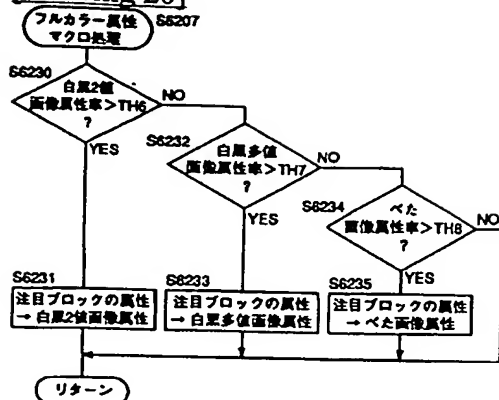 フルカラー属性
マクロ処理
S6207
S6230
白黒2値
画像属性率>TH6
?
NO
YES
S6232
白黒多値
画像属性率>TH7
?
NO
YES
S6234
べた
画像属性率>TH8
?
NO
YES
S6231
注目ブロックの属性
→ 白黒2値画像属性
S6233
注目ブロックの属性
→ 白黒多値画像属性
S6235
注目ブロックの属性
→ べた画像属性
リターン